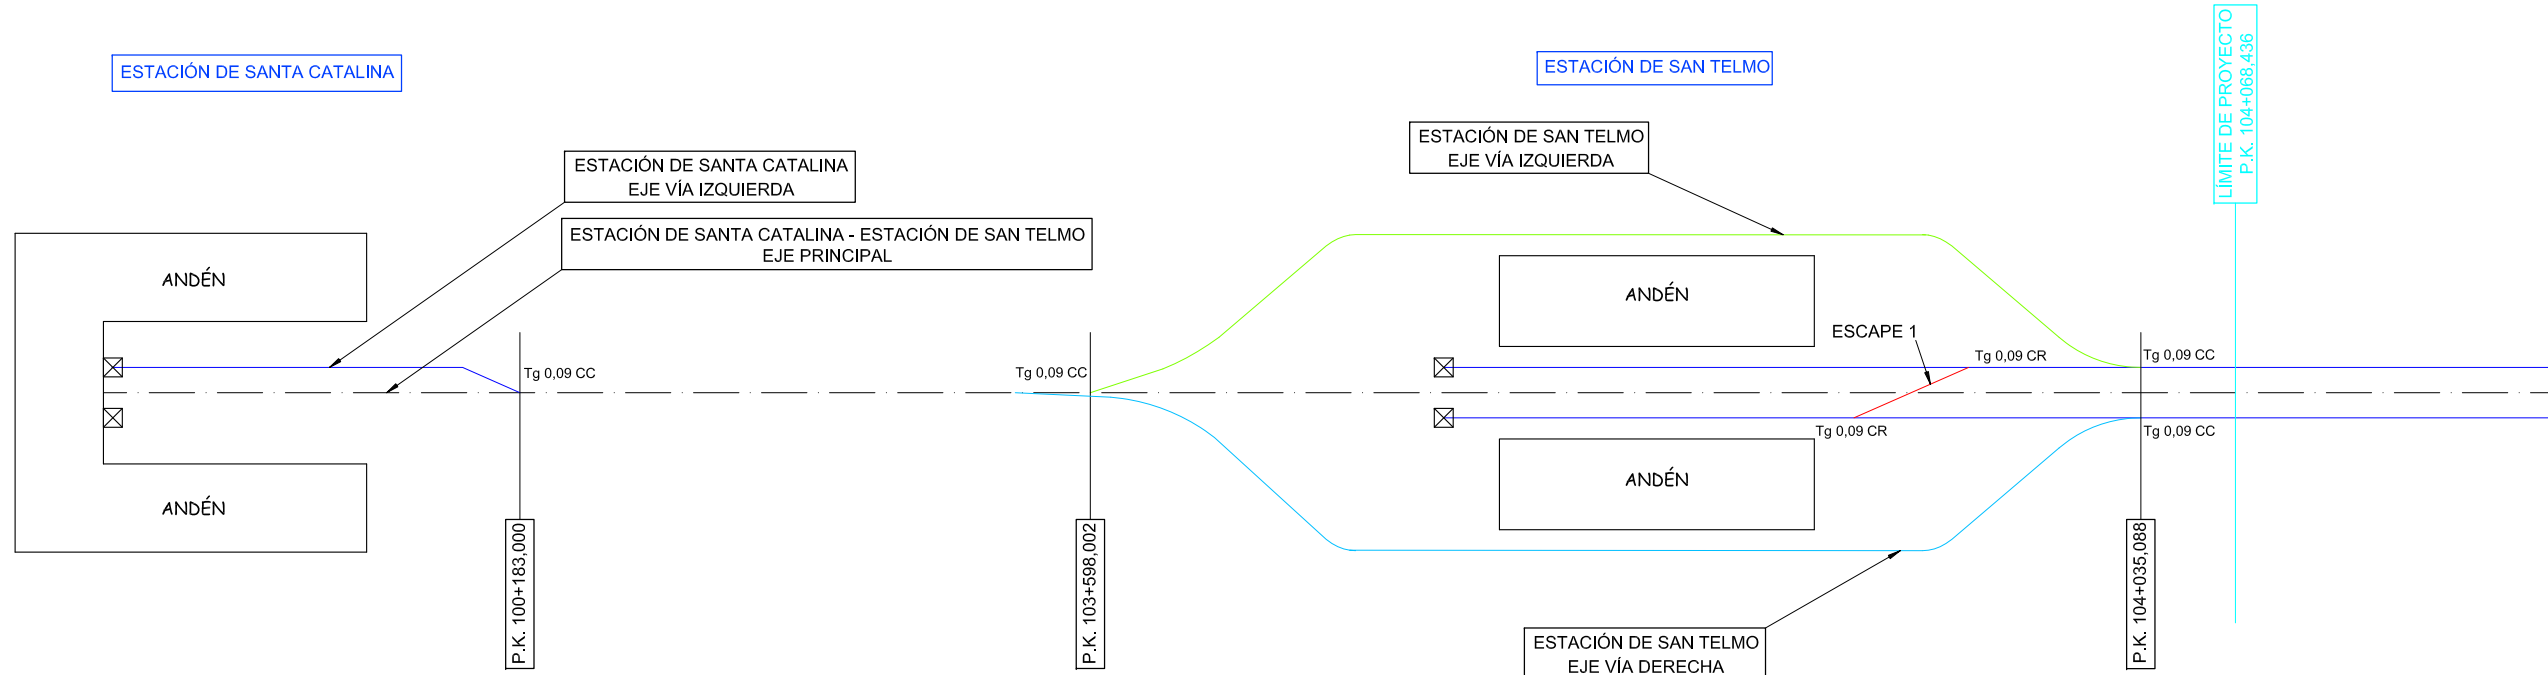 ESTACIÓN DE SANTA CATALINA
ESTACIÓN DE SAN TELMO
LÍMITE DE PROYECTO
P.K. 104+068,436
ESTACIÓN DE SAN TELMO
EJE VÍA IZQUIERDA
ESTACIÓN DE SANTA CATALINA
EJE VÍA IZQUIERDA
ESTACIÓN DE SANTA CATALINA - ESTACIÓN DE SAN TELMO
EJE PRINCIPAL
ANDÉN
ANDÉN
ESCAPE 1
Tg 0,09 CC
Tg 0,09 CC
Tg 0,09 CR
Tg 0,09 CC
Tg 0,09 CR
Tg 0,09 CC
ANDÉN
ANDÉN
P.K. 100+183,000
P.K. 103+598,002
P.K. 104+035,088
ESTACIÓN DE SAN TELMO
EJE VÍA DERECHA